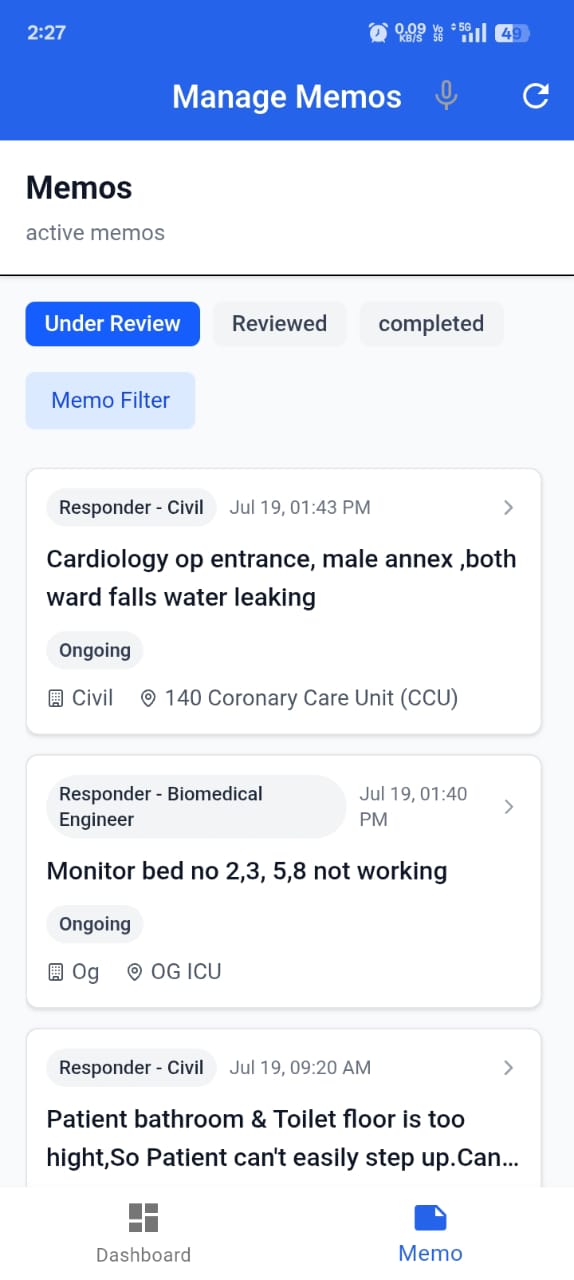 2:27
0.09 KB/S Vo 5G 5G 49
Manage Memos
Memos
active memos
Under Review Reviewed completed
Memo Filter
Responder - Civil Jul 19, 01:43 PM
Cardiology op entrance, male annex ,both
ward falls water leaking
Ongoing
Civil 140 Coronary Care Unit (CCU)
Responder - Biomedical
Engineer
Jul 19, 01:40
PM
Monitor bed no 2,3, 5,8 not working
Ongoing
Og OG ICU
Responder - Civil Jul 19, 09:20 AM
Patient bathroom & Toilet floor is too
hight,So Patient can't easily step up.Can...
Dashboard Memo